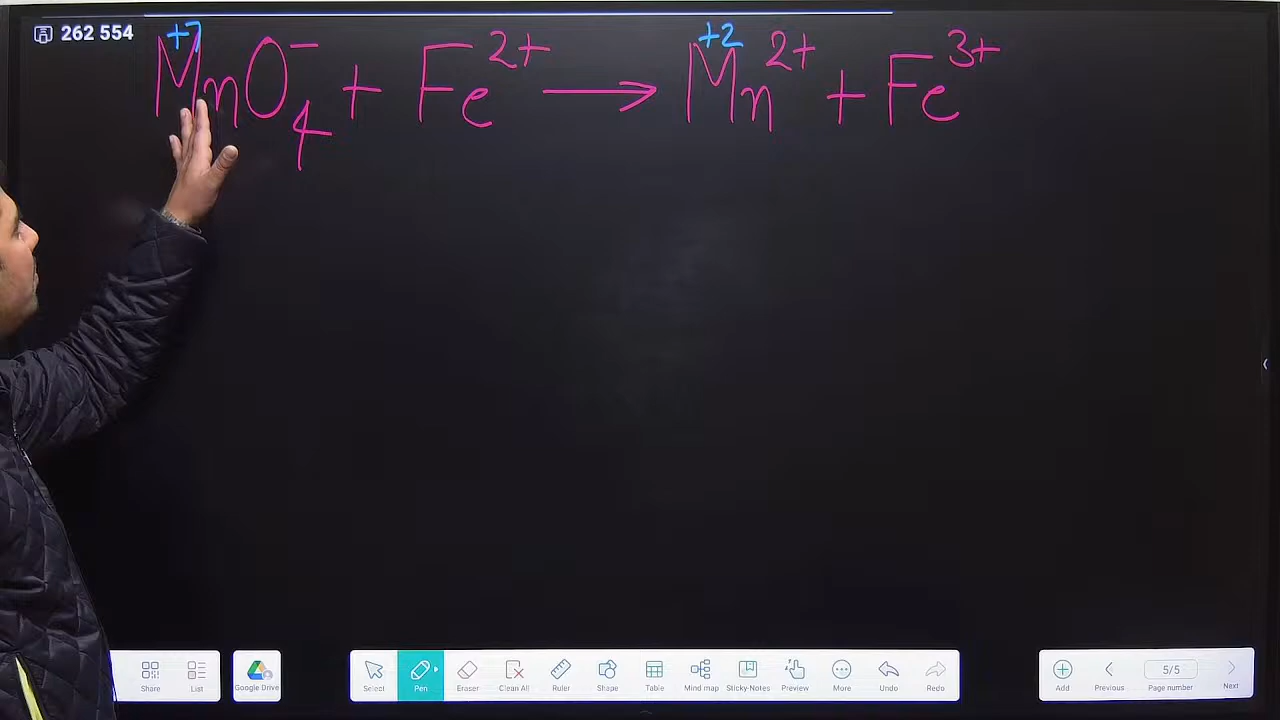 262 554
+7 +2
MnO₄⁻ + Fe²⁺ ⟶ Mn²⁺ + Fe³⁺
Share List Google Drive Select Pen Eraser Clean All Ruler Shape Table Mind map Sticky-Notes Preview More Undo Redo Add Previous 5/5 Page number Next